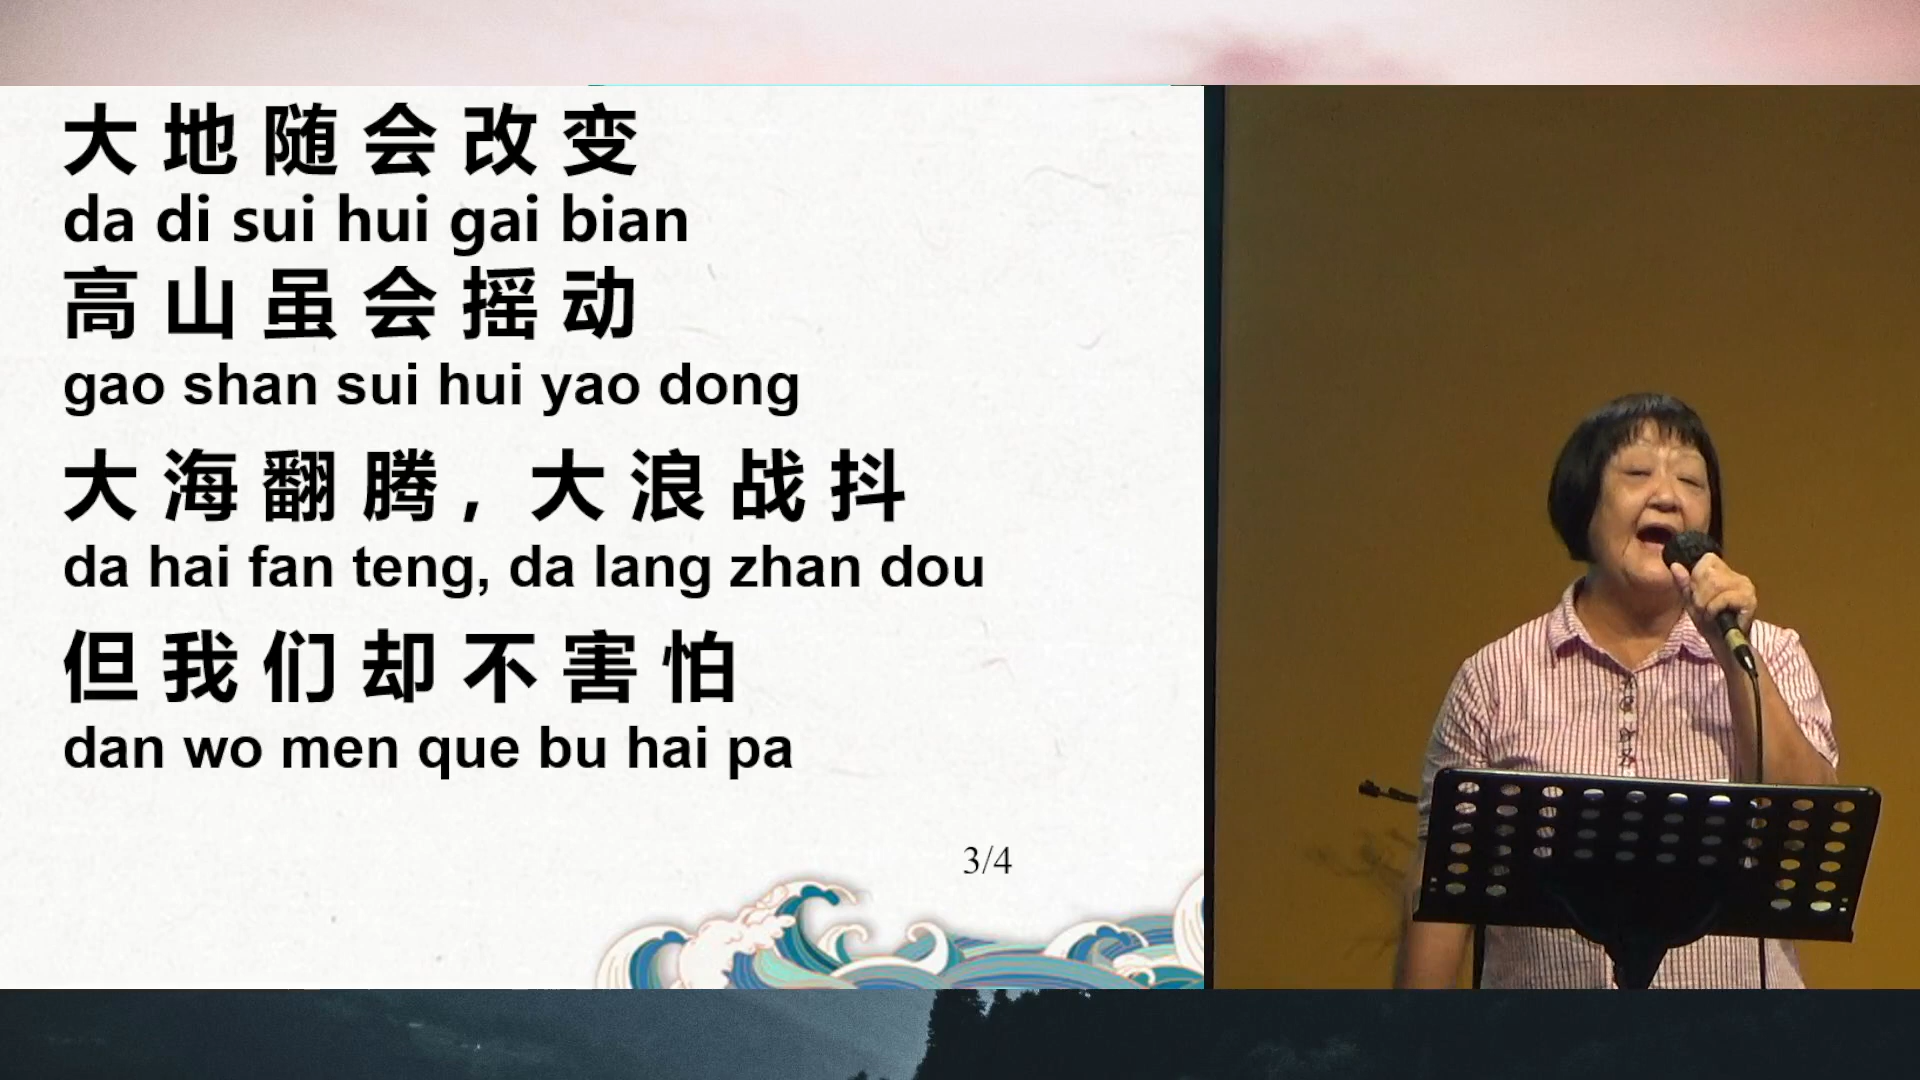 大地随会改变
da di sui hui gai bian
高山虽会摇动
gao shan sui hui yao dong
大海翻腾, 大浪战抖
da hai fan teng, da lang zhan dou
但我们却不害怕
dan wo men que bu hai pa
3/4